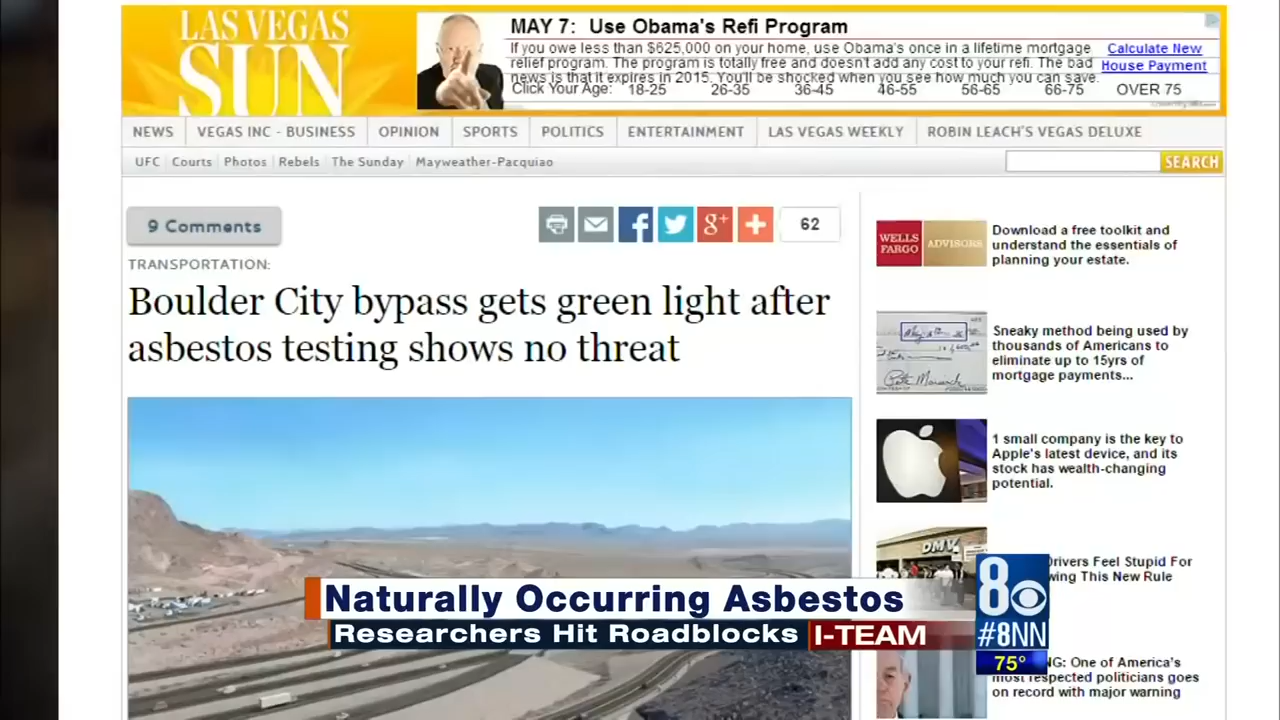 LAS VEGAS
SUN
MAY 7: Use Obama's Refi Program
If you owe less than $625,000 on your home, use Obama's once in a lifetime mortgage
relief program. The program is totally free and doesn't add any cost to your refi. The bad
news is that it expires in 2015. You'll be shocked when you see how much you can save.
Click Your Age: 18-25 26-35 36-45 46-55 56-65 66-75 OVER 75
Calculate New
House Payment
NEWS VEGAS INC - BUSINESS OPINION SPORTS POLITICS ENTERTAINMENT LAS VEGAS WEEKLY ROBIN LEACH'S VEGAS DELUXE
UFC Courts Photos Rebels The Sunday Mayweather-Pacquiao
SEARCH
9 Comments
f
g+
62
TRANSPORTATION:
Boulder City bypass gets green light after
asbestos testing shows no threat
WELLS
FARGO
ADVISORS
Download a free toolkit and
understand the essentials of
planning your estate.
Sneaky method being used by
thousands of Americans to
eliminate up to 15yrs of
mortgage payments...
1 small company is the key to
Apple's latest device, and its
stock has wealth-changing
potential.
DMV
rivers Feel Stupid For
wing This New Rule
NG: One of America's
most respected politicians goes
on record with major warning
Naturally Occurring Asbestos
Researchers Hit Roadblocks I-TEAM
8
#8NN
75°